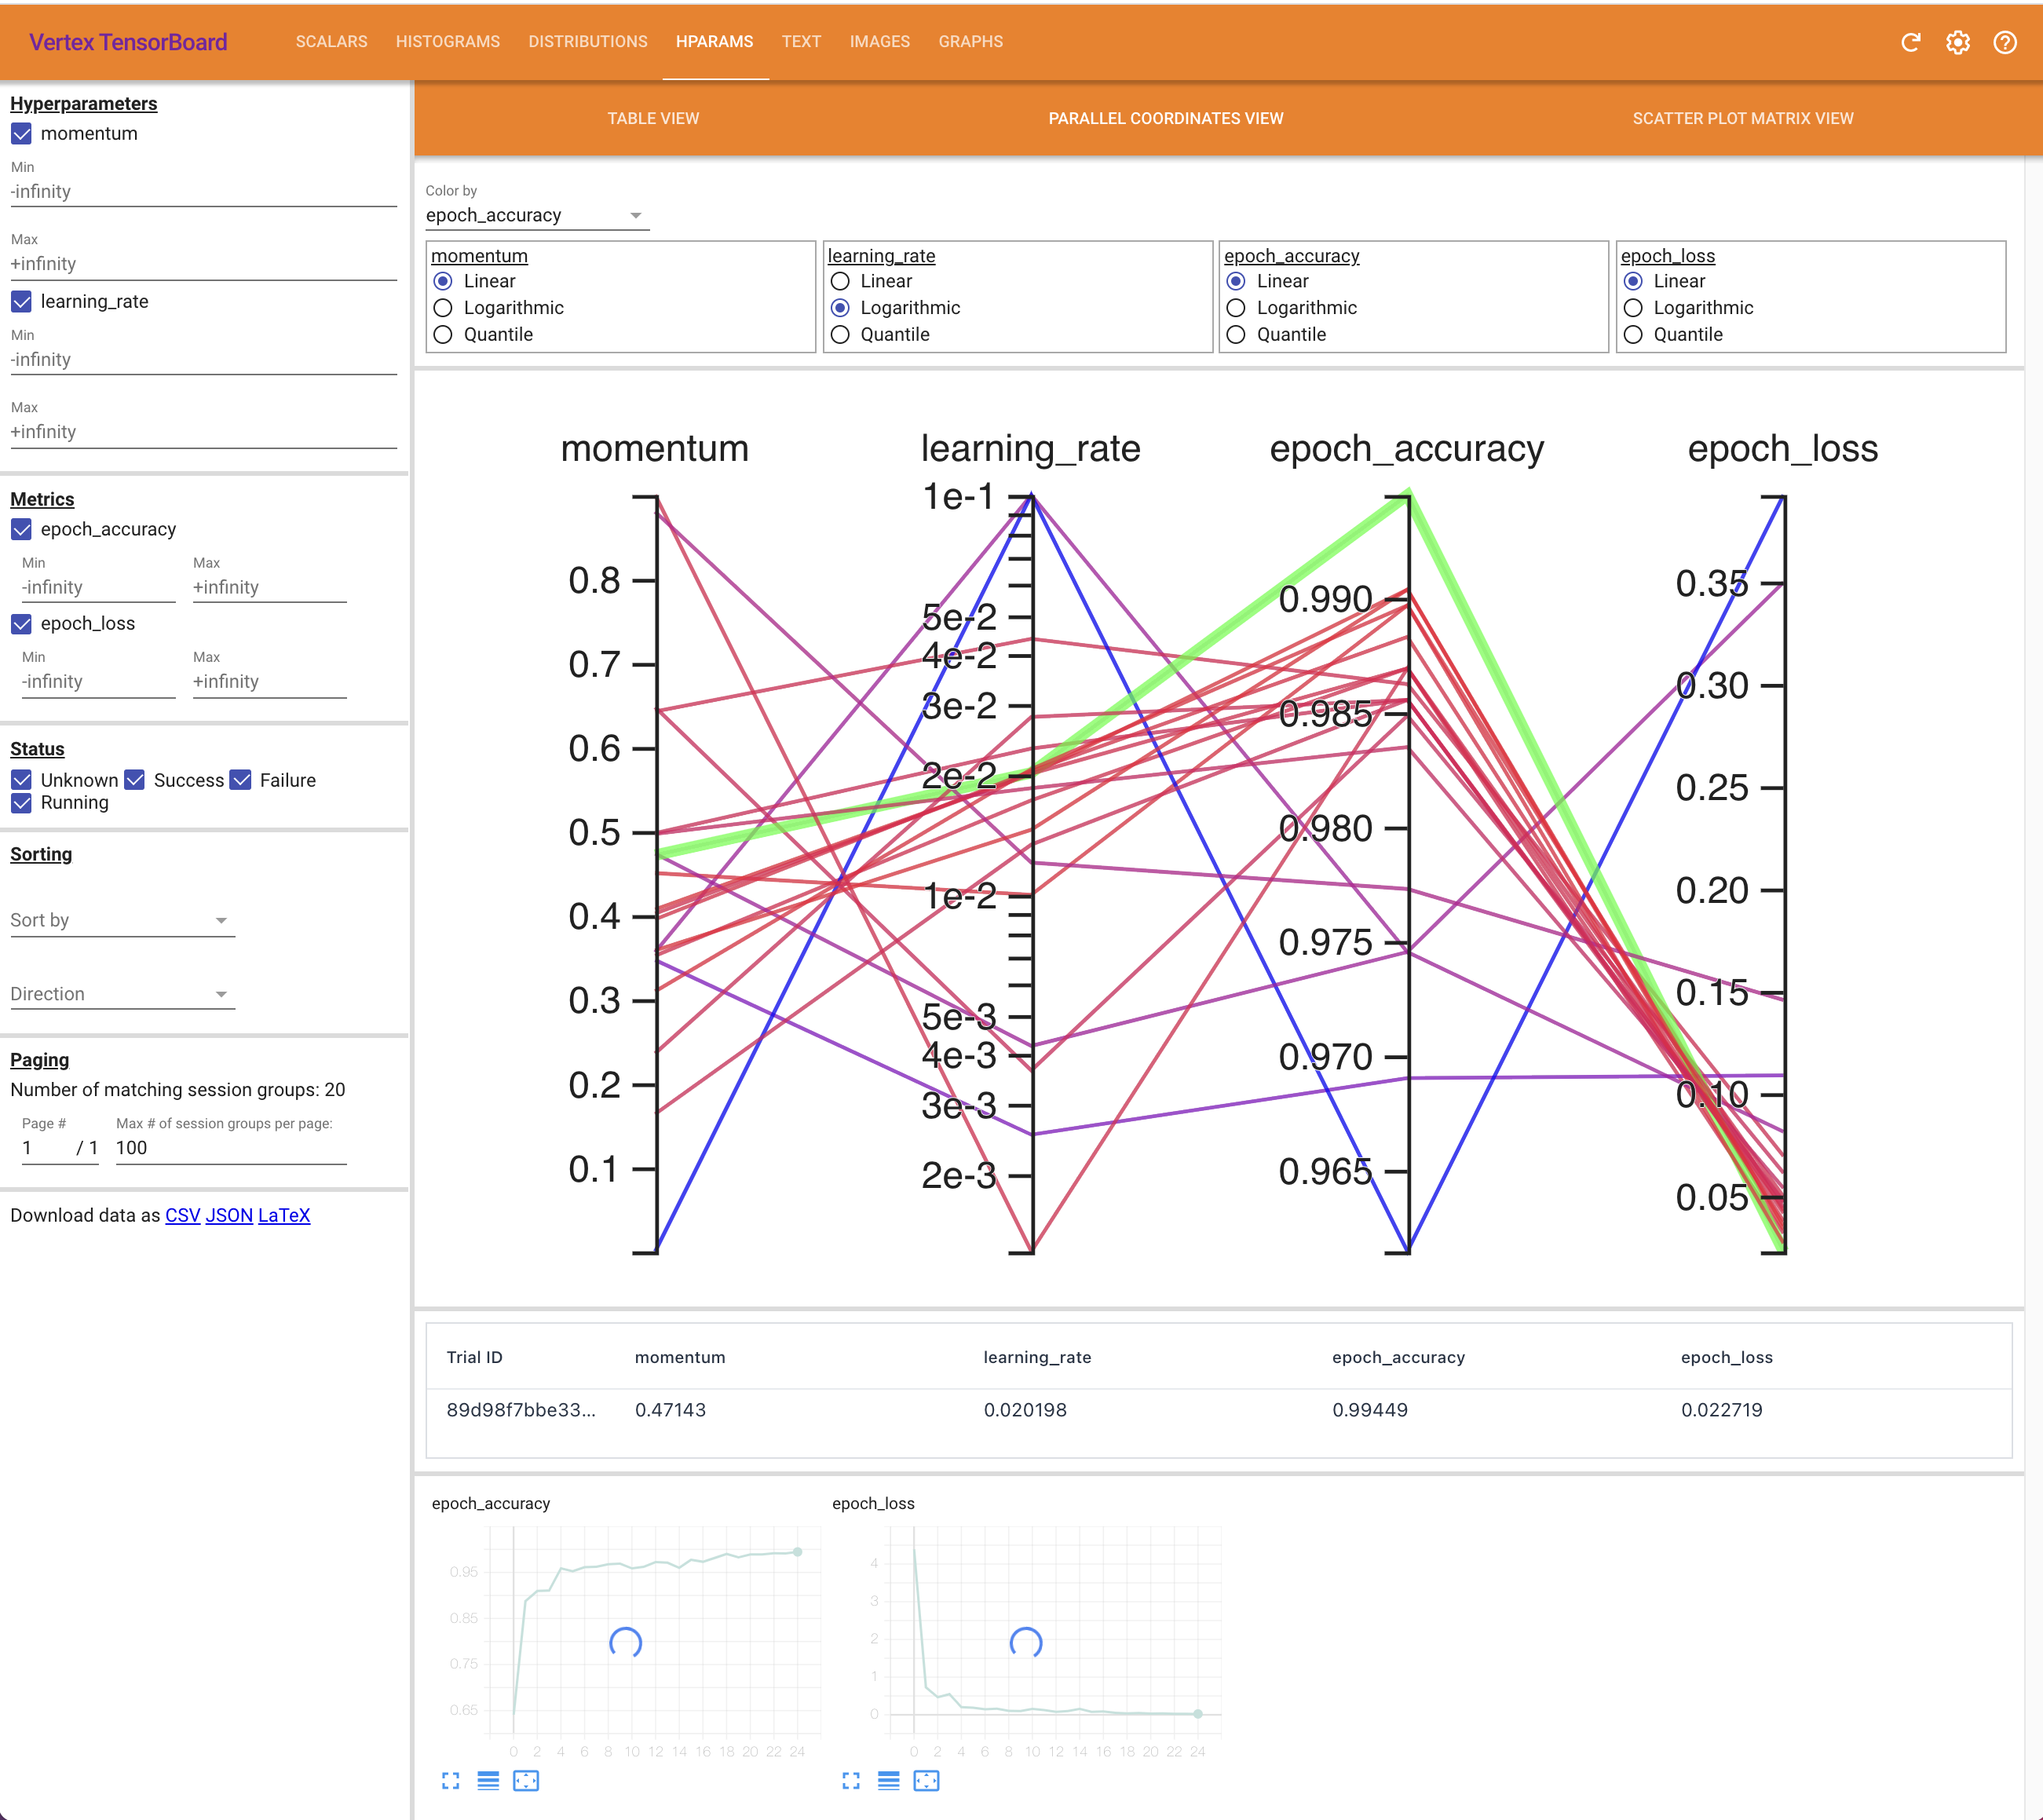 Vertex TensorBoard SCALARS HISTOGRAMS DISTRIBUTIONS HPARAMS TEXT IMAGES GRAPHS
Hyperparameters
momentum
Min
-infinity
Max
+infinity
learning_rate
Min
-infinity
Max
+infinity
Metrics
epoch_accuracy
Min Max
-infinity +infinity
epoch_loss
Min Max
-infinity +infinity
Status
Unknown Success Failure
Running
Sorting
Sort by
Direction
Paging
Number of matching session groups: 20
Page # Max # of session groups per page:
1 / 1 100
Download data as CSV JSON LaTeX
TABLE VIEW PARALLEL COORDINATES VIEW SCATTER PLOT MATRIX VIEW
Color by
epoch_accuracy
momentum
Linear
Logarithmic
Quantile
learning_rate
Linear
Logarithmic
Quantile
epoch_accuracy
Linear
Logarithmic
Quantile
epoch_loss
Linear
Logarithmic
Quantile
momentum
0.8
0.7
0.6
0.5
0.4
0.3
0.2
0.1
learning_rate
1e-1
5e-2
4e-2
3e-2
2e-2
1e-2
5e-3
4e-3
3e-3
2e-3
epoch_accuracy
0.990
0.985
0.980
0.975
0.970
0.965
epoch_loss
0.35
0.30
0.25
0.20
0.15
0.10
0.05
Trial ID momentum learning_rate epoch_accuracy epoch_loss
89d98f7bbe33... 0.47143 0.020198 0.99449 0.022719
epoch_accuracy
0.95
0.85
0.75
0.65
0 2 4 6 8 10 12 14 16 18 20 22 24
epoch_loss
4
3
2
1
0
0 2 4 6 8 10 12 14 16 18 20 22 24